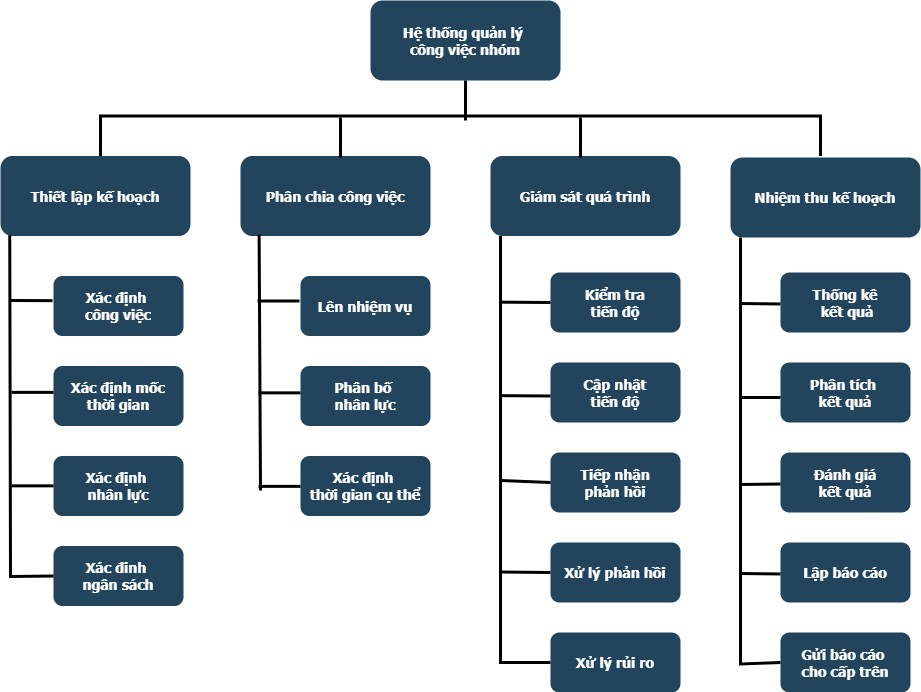 Hệ thống quản lý
công việc nhóm
Thiết lập kế hoạch
Phân chia công việc
Giám sát quá trình
Nhiệm thu kế hoạch
Xác định
công việc
Xác định mốc
thời gian
Xác định
nhân lực
Xác đinh
ngân sách
Lên nhiệm vụ
Phân bố
nhân lực
Xác định
thời gian cụ thể
Kiểm tra
tiến độ
Cập nhật
tiến độ
Tiếp nhận
phản hồi
Xử lý phản hồi
Xử lý rủi ro
Thống kê
kết quả
Phân tích
kết quả
Đánh giá
kết quả
Lập báo cáo
Gửi báo cáo
cho cấp trên